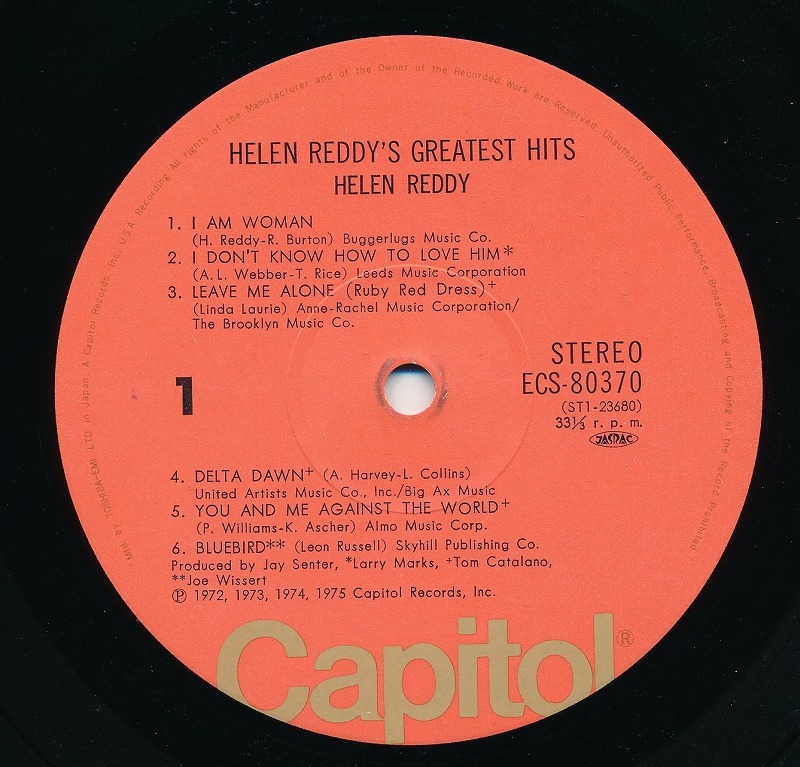 Mfd. by TOSHIBA-EMI LTD. in Japan. A Capitol Records, Inc. U.S.A. Recording. All rights of the Manufacturer and of the Owner of the Recorded Work are Reserved. Unauthorized Public Performance, Broadcasting and Copying of the Record Prohibited
HELEN REDDY'S GREATEST HITS
HELEN REDDY
1. I AM WOMAN
(H. Reddy-R. Burton) Buggerlugs Music Co.
2. I DON'T KNOW HOW TO LOVE HIM*
(A.L. Webber-T. Rice) Leeds Music Corporation
3. LEAVE ME ALONE (Ruby Red Dress)+
(Linda Laurie) Anne-Rachel Music Corporation/
The Brooklyn Music Co.
1
STEREO
ECS-80370
(ST1-23680)
33⅓ r. p. m.
JASRAC
4. DELTA DAWN+ (A. Harvey-L. Collins)
United Artists Music Co., Inc./Big Ax Music
5. YOU AND ME AGAINST THE WORLD+
(P. Williams-K. Ascher) Almo Music Corp.
6. BLUEBIRD** (Leon Russell) Skyhill Publishing Co.
Produced by Jay Senter, *Larry Marks, +Tom Catalano,
**Joe Wissert
℗ 1972, 1973, 1974, 1975 Capitol Records, Inc.
Capitol®